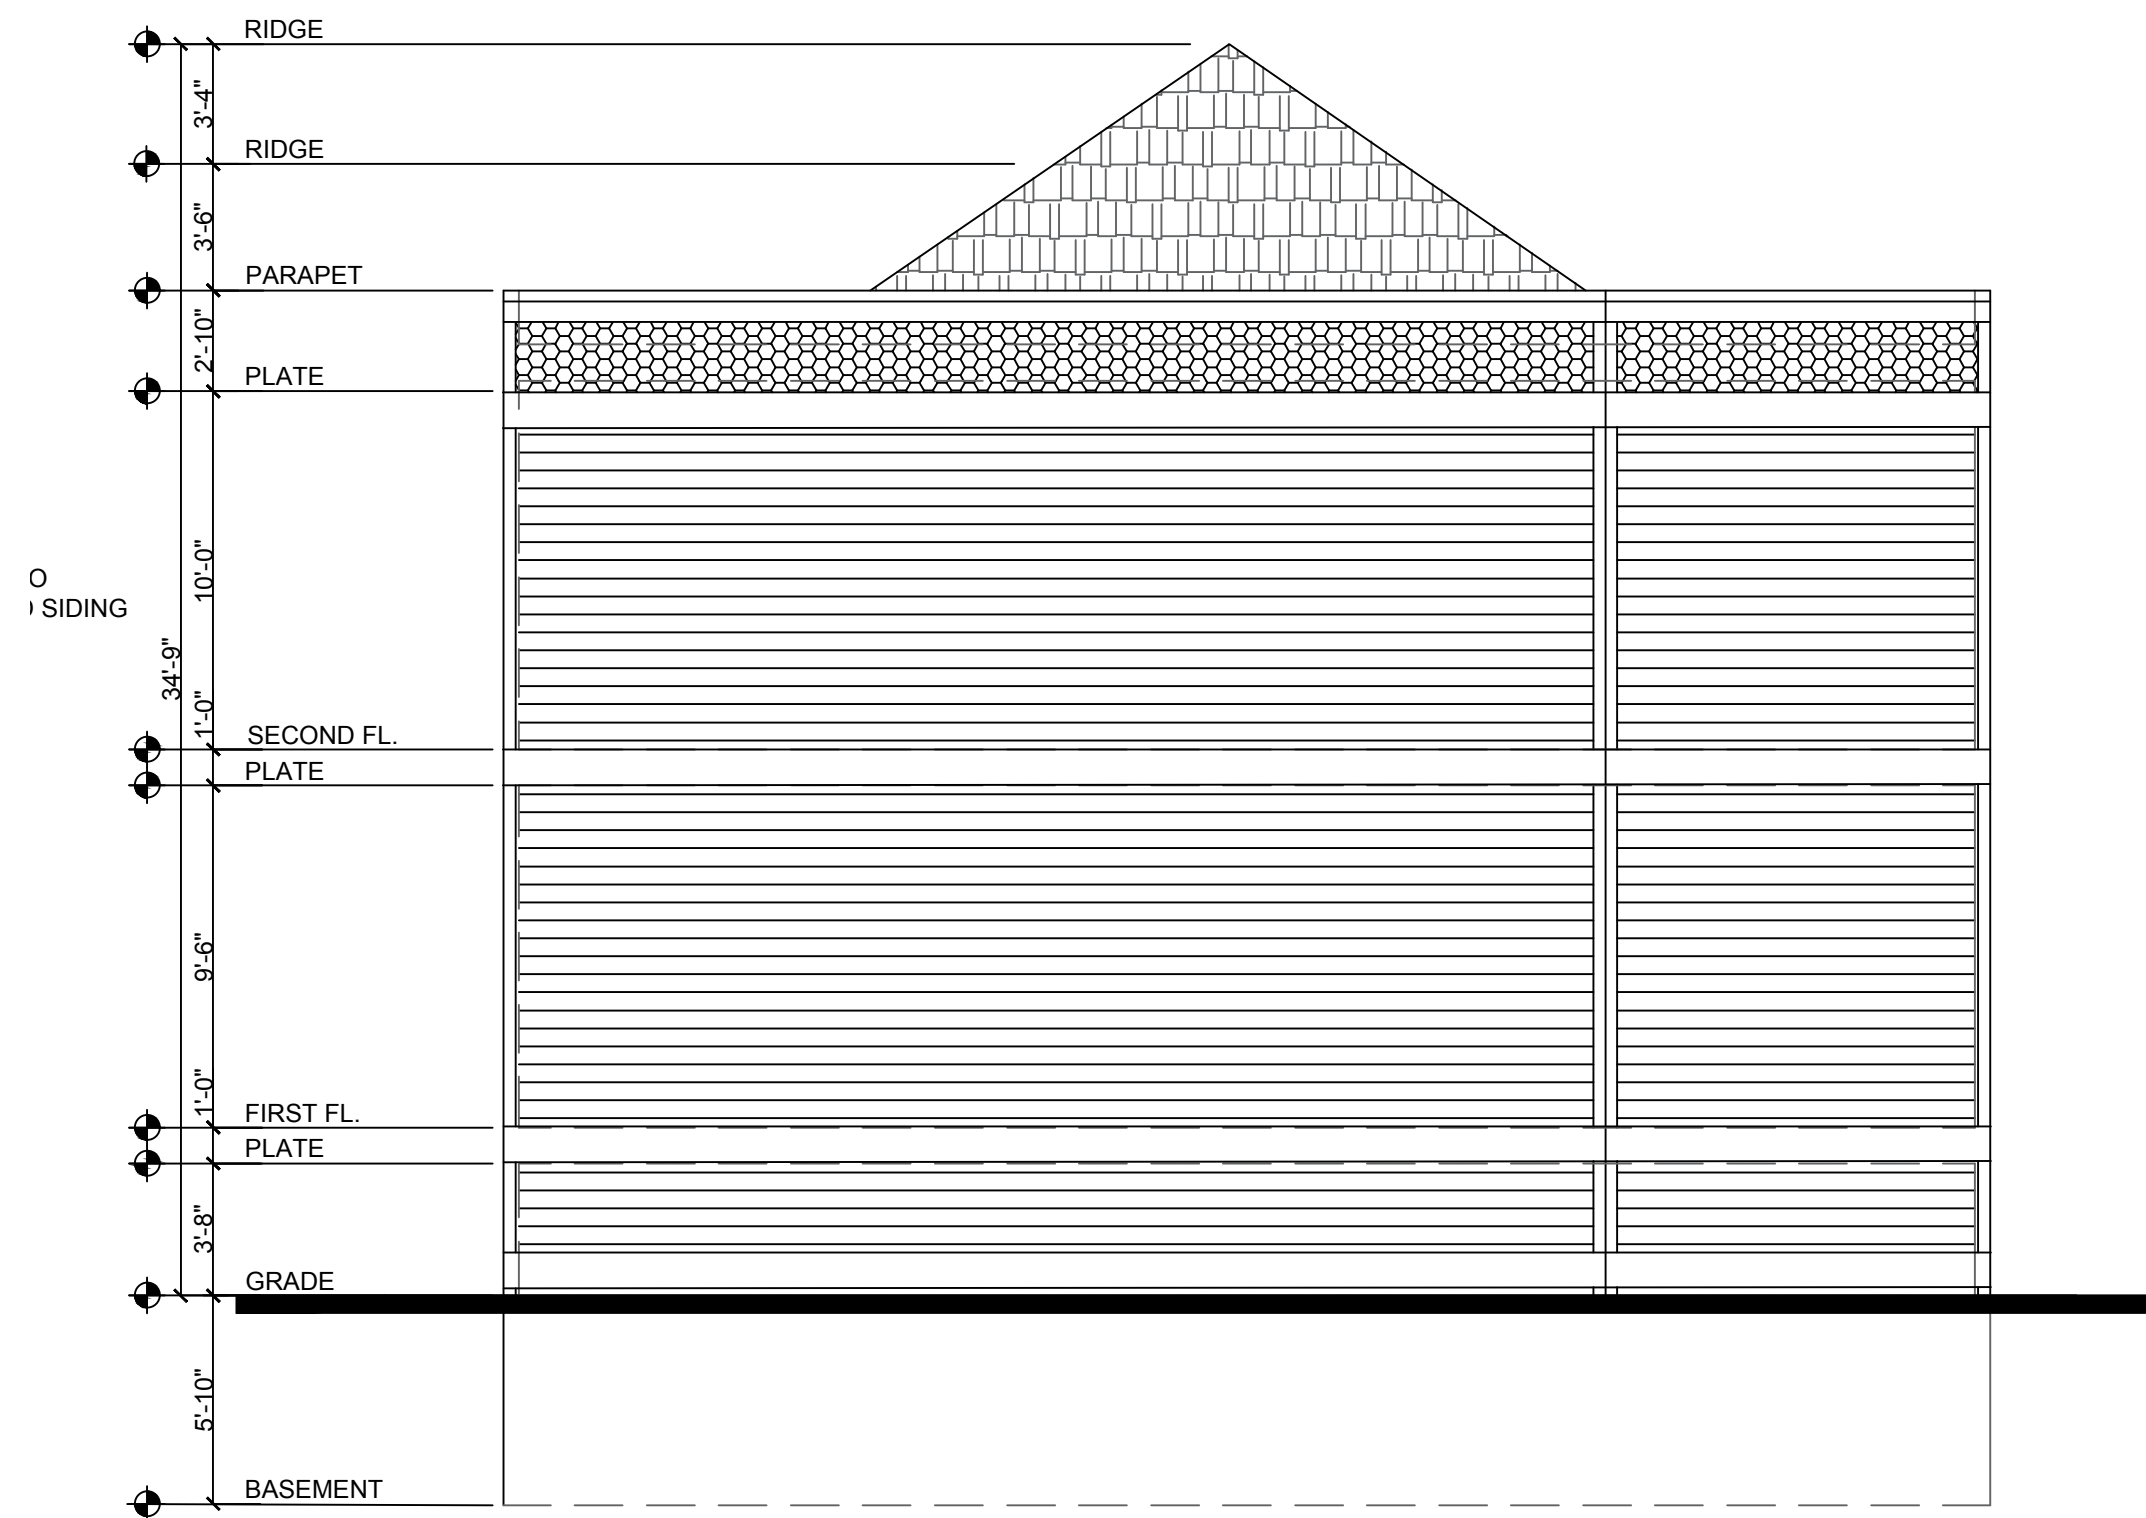 RIDGE
3'-4"
RIDGE
3'-6"
PARAPET
2'-10"
PLATE
10'-0"
O
SIDING
34'-9"
1'-0"
SECOND FL.
PLATE
9'-6"
1'-0"
FIRST FL.
PLATE
3'-8"
GRADE
5'-10"
BASEMENT